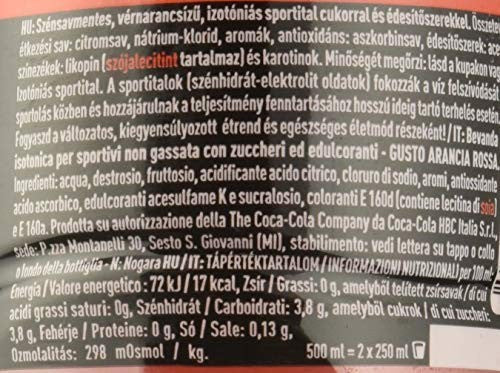 HU: Szénsavmentes, vérnarancsízű, izotóniás sportital cukorral és édesítőszerekkel. Összetev
étkezési sav: citromsav, nátrium-klorid, aromák, antioxidáns: aszkorbinsav, édesítőszerek: ace
színezékek: likopin (szójalecitint tartalmaz) és karotinok. Minőségét megőrzi: lásd a kupakon vagy
Izotóniás sportital. A sportitalok (szénhidrát-elektrolit oldatok) fokozzák a víz felszívódását
sportolás közben és hozzájárulnak a teljesítmény fenntartásához hosszú ideig tartó terhelés esetén
Fogyaszd a változatos, kiegyensúlyozott étrend és egészséges életmód részeként! / IT: Bevanda
isotonica per sportivi non gassata con zuccheri ed edulcoranti - GUSTO ARANCIA ROSSA
Ingredienti: acqua, destrosio, fruttosio, acidificante acido citrico, cloruro di sodio, aromi, antiossidante
acido ascorbico, edulcoranti acesulfame K e sucralosio, coloranti E 160d (contiene lecitina di soia)
e E 160a. Prodotta su autorizzazione della The Coca-Cola Company da Coca-Cola HBC Italia S.r.l.,
sede: P.zza Montanelli 30, Sesto S. Giovanni (MI), stabilimento: vedi lettera su tappo o collo
o fondo della bottiglia - N: Nogara HU / IT: TÁPÉRTÉKTARTALOM / INFORMAZIONI NUTRIZIONALI per 100 ml
Energia / Valore energetico: 72 kJ / 17 kcal, Zsír / Grassi: 0 g, amelyből telített zsírsavak / di cui
acidi grassi saturi: 0g, Szénhidrát / Carboidrati: 3,8 g, amelyből cukrok / di cui zuccheri:
3,8 g, Fehérje / Proteine: 0 g, Só / Sale: 0,13 g,
Ozmolalitás: 298 mOsmol / kg. 500 ml = 2 x 250 ml